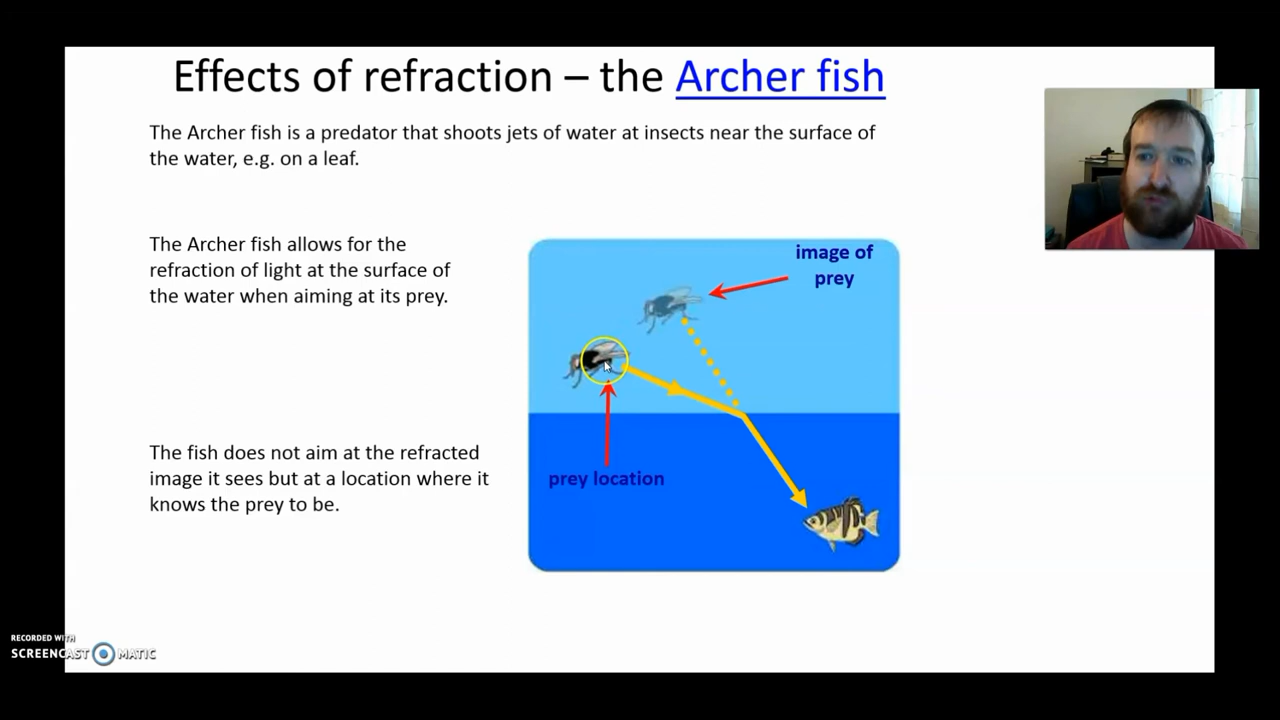 Effects of refraction – the Archer fish
The Archer fish is a predator that shoots jets of water at insects near the surface of
the water, e.g. on a leaf.
The Archer fish allows for the
refraction of light at the surface of
the water when aiming at its prey.
image of
prey
prey location
The fish does not aim at the refracted
image it sees but at a location where it
knows the prey to be.
RECORDED WITH
SCREENCAST MATIC